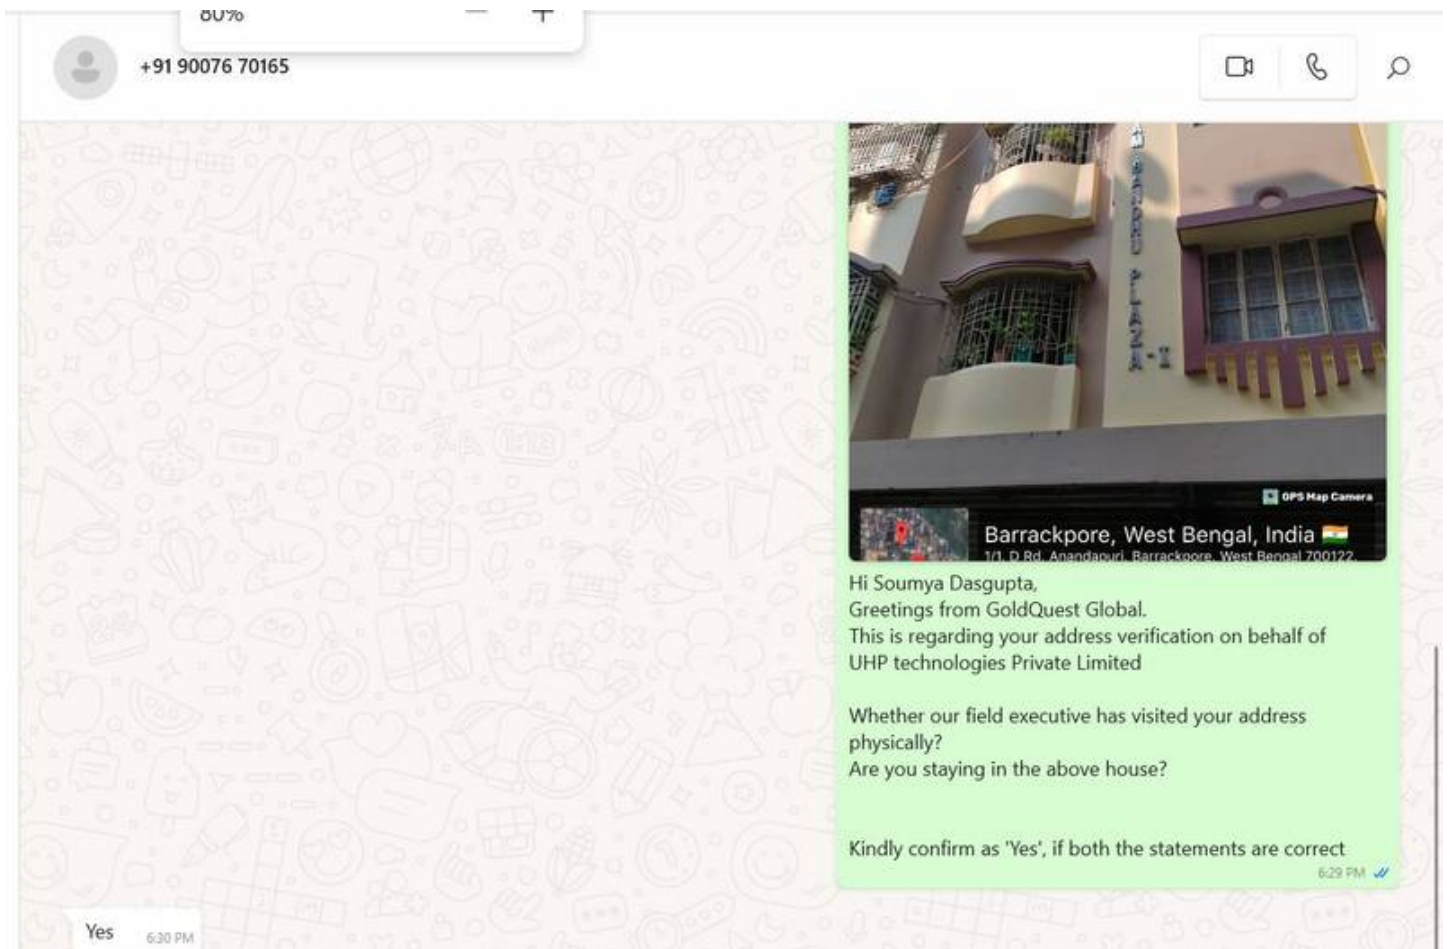 80%
+91 90076 70165
PLAZA-I
GPS Map Camera
Barrackpore, West Bengal, India
1/1, D Rd, Anandapuri, Barrackpore, West Bengal 700122,
Hi Soumya Dasgupta,
Greetings from GoldQuest Global.
This is regarding your address verification on behalf of
UHP technologies Private Limited
Whether our field executive has visited your address
physically?
Are you staying in the above house?
Kindly confirm as 'Yes', if both the statements are correct
6:29 PM
Yes 6:30 PM